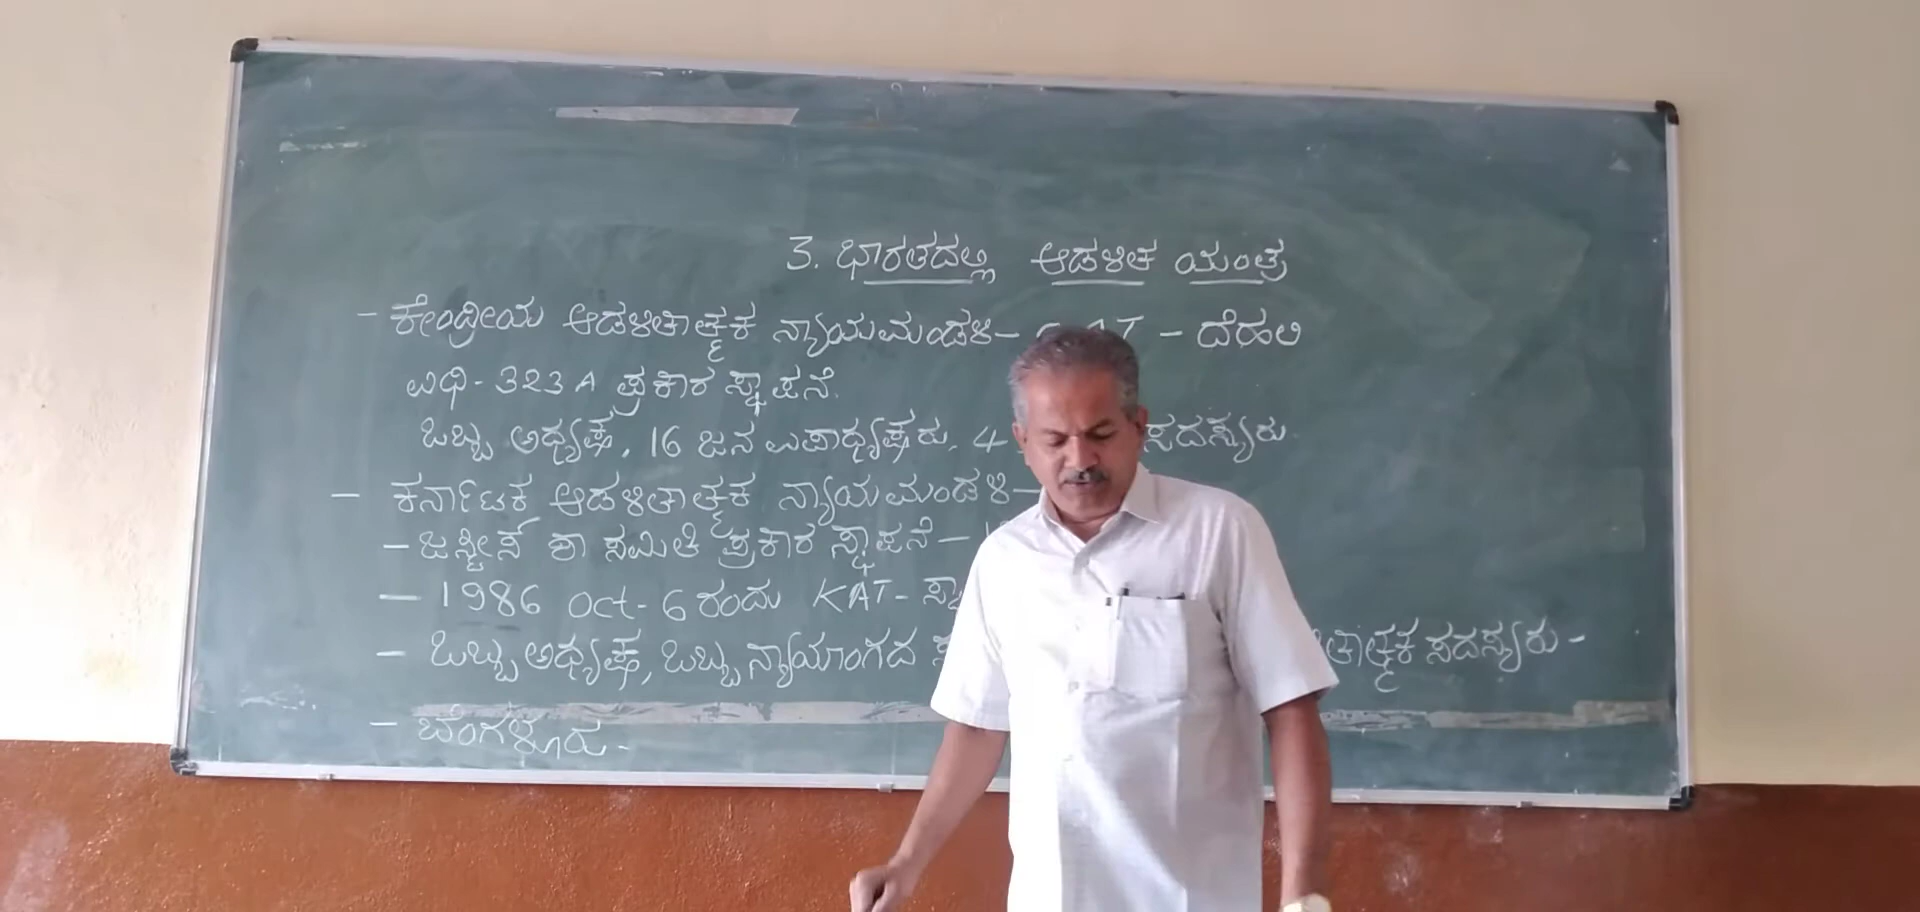 3. ಭಾರತದಲ್ಲಿ ಆಡಳಿತ ಯಂತ್ರ
- ಕೇಂದ್ರೀಯ ಆಡಳಿತಾತ್ಮಕ ನ್ಯಾಯಮಂಡಳಿ - - ದೆಹಲಿ
ವಿಧಿ - 323 A ಪ್ರಕಾರ ಸ್ಥಾಪನೆ.
ಒಬ್ಬ ಅಧ್ಯಕ್ಷ, 16 ಜನ ಉಪಾಧ್ಯಕ್ಷರು, 4 ಸದಸ್ಯರು
- ಕರ್ನಾಟಕ ಆಡಳಿತಾತ್ಮಕ ನ್ಯಾಯಮಂಡಳಿ -
- ಜಸ್ಟೀಸ್ ಶಾ ಸಮಿತಿ ಪ್ರಕಾರ ಸ್ಥಾಪನೆ -
- 1986 oct - 6 ರಂದು KAT -
- ಒಬ್ಬ ಅಧ್ಯಕ್ಷ, ಒಬ್ಬ ನ್ಯಾಯಾಂಗದ ಸದಸ್ಯರು -
- ಬೆಂಗಳೂರು -